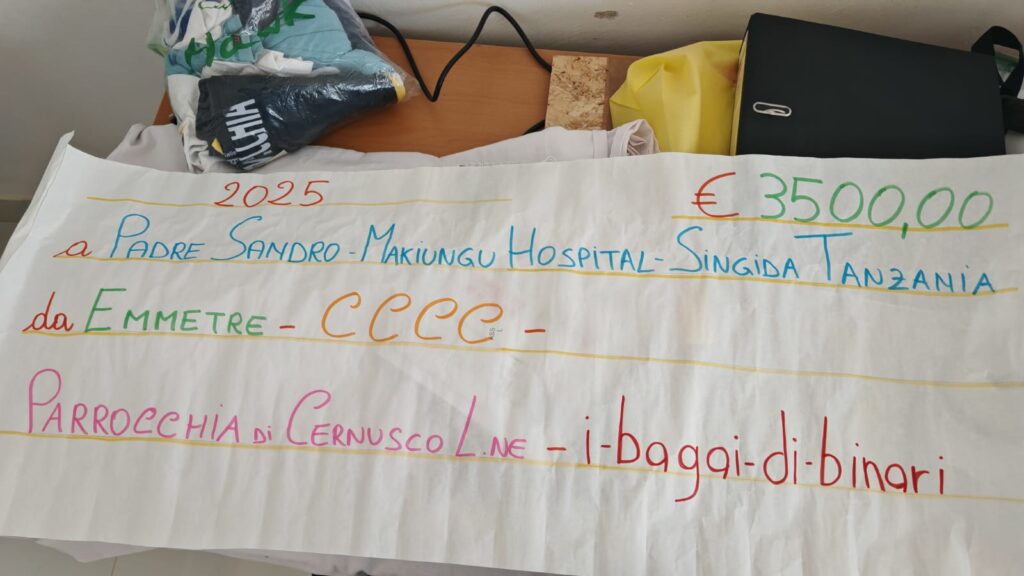 2025 € 3500,00
a PADRE SANDRO - MAKIUNGU HOSPITAL - SINGIDA TANZANIA
da EMMETRE - CCCC -
PARROCCHIA di CERNUSCO L.NE - i-bagai-di-binari